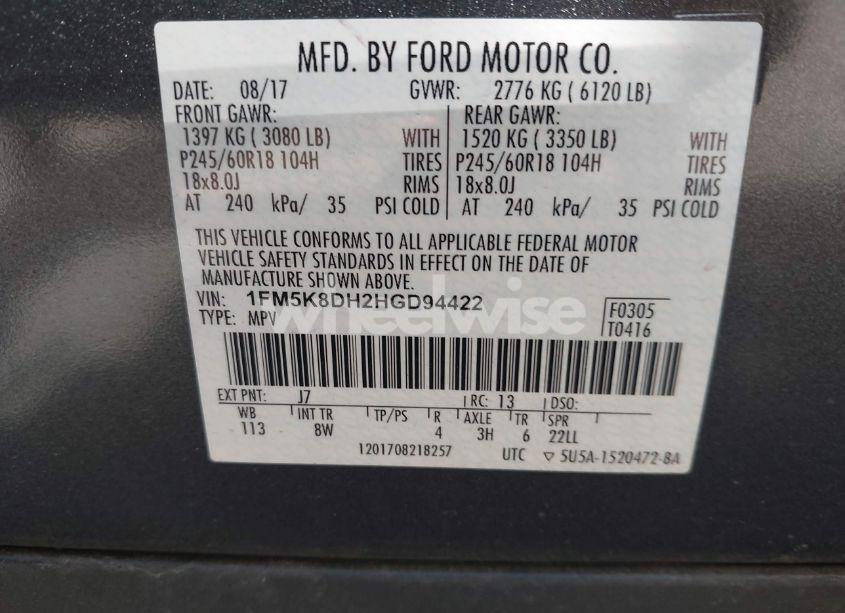 MFD. BY FORD MOTOR CO.
DATE: 08/17 GVWR: 2776 KG ( 6120 LB)
FRONT GAWR: REAR GAWR:
1397 KG ( 3080 LB) WITH 1520 KG ( 3350 LB) WITH
P245/60R18 104H TIRES P245/60R18 104H TIRES
18x8.0J RIMS 18x8.0J RIMS
AT 240 kPa/ 35 PSI COLD AT 240 kPa/ 35 PSI COLD
THIS VEHICLE CONFORMS TO ALL APPLICABLE FEDERAL MOTOR
VEHICLE SAFETY STANDARDS IN EFFECT ON THE DATE OF
MANUFACTURE SHOWN ABOVE.
VIN: 1FM5K8DH2HGD94422 F0305
TYPE: MPV T0416
wheelwise
EXT PNT: J7 RC: 13 DSO:
WB INT TR TP/PS R AXLE TR SPR
113 8W 4 3H 6 22LL
1201708218257 UTC ▽ 5U5A-1520472-8A